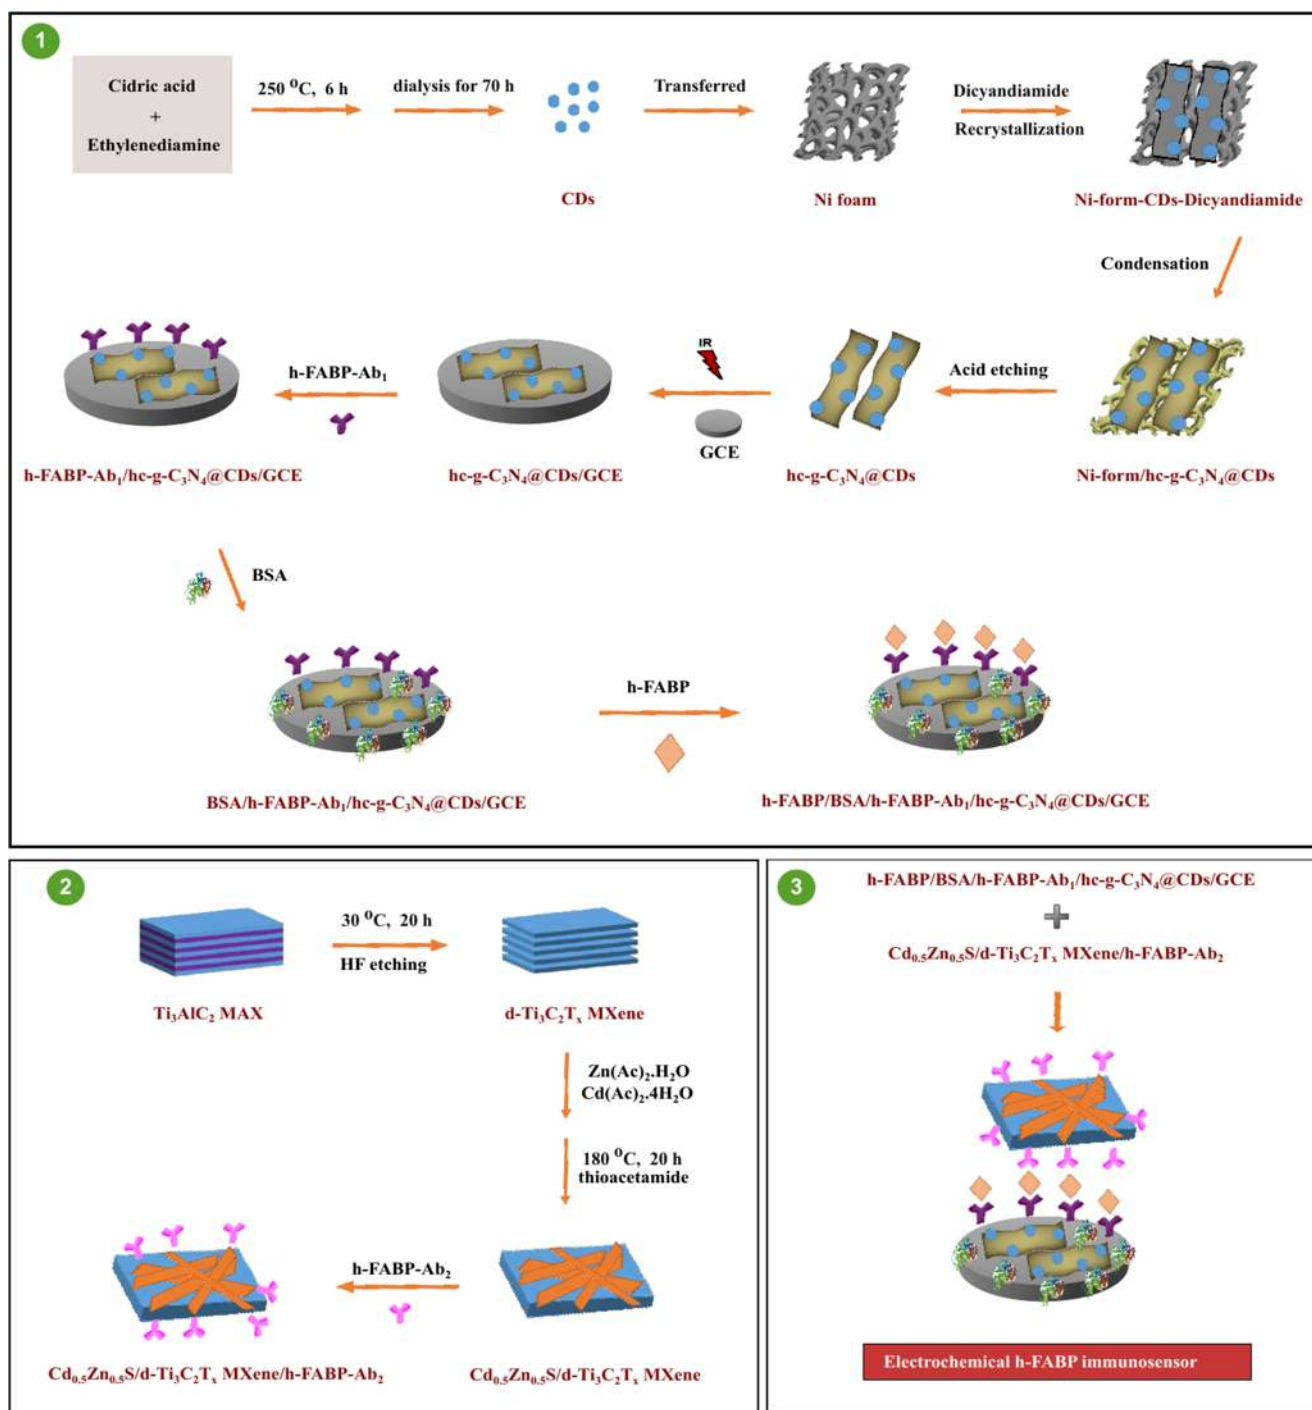 1
Cidric acid
+
Ethylenediamine
250 ⁰C, 6 h
dialysis for 70 h
CDs
Transferred
Ni foam
Dicyandiamide
Recrystallization
Ni-form-CDs-Dicyandiamide
Condensation
Ni-form/hc-g-C₃N₄@CDs
Acid etching
hc-g-C₃N₄@CDs
IR
GCE
hc-g-C₃N₄@CDs/GCE
h-FABP-Ab₁
h-FABP-Ab₁/hc-g-C₃N₄@CDs/GCE
BSA
BSA/h-FABP-Ab₁/hc-g-C₃N₄@CDs/GCE
h-FABP
h-FABP/BSA/h-FABP-Ab₁/hc-g-C₃N₄@CDs/GCE
2
Ti₃AlC₂ MAX
30 ⁰C, 20 h
HF etching
d-Ti₃C₂Tₓ MXene
Zn(Ac)₂.H₂O
Cd(Ac)₂.4H₂O
180 ⁰C, 20 h
thioacetamide
Cd₀.₅Zn₀.₅S/d-Ti₃C₂Tₓ MXene
h-FABP-Ab₂
Cd₀.₅Zn₀.₅S/d-Ti₃C₂Tₓ MXene/h-FABP-Ab₂
3
h-FABP/BSA/h-FABP-Ab₁/hc-g-C₃N₄@CDs/GCE
+
Cd₀.₅Zn₀.₅S/d-Ti₃C₂Tₓ MXene/h-FABP-Ab₂
Electrochemical h-FABP immunosensor